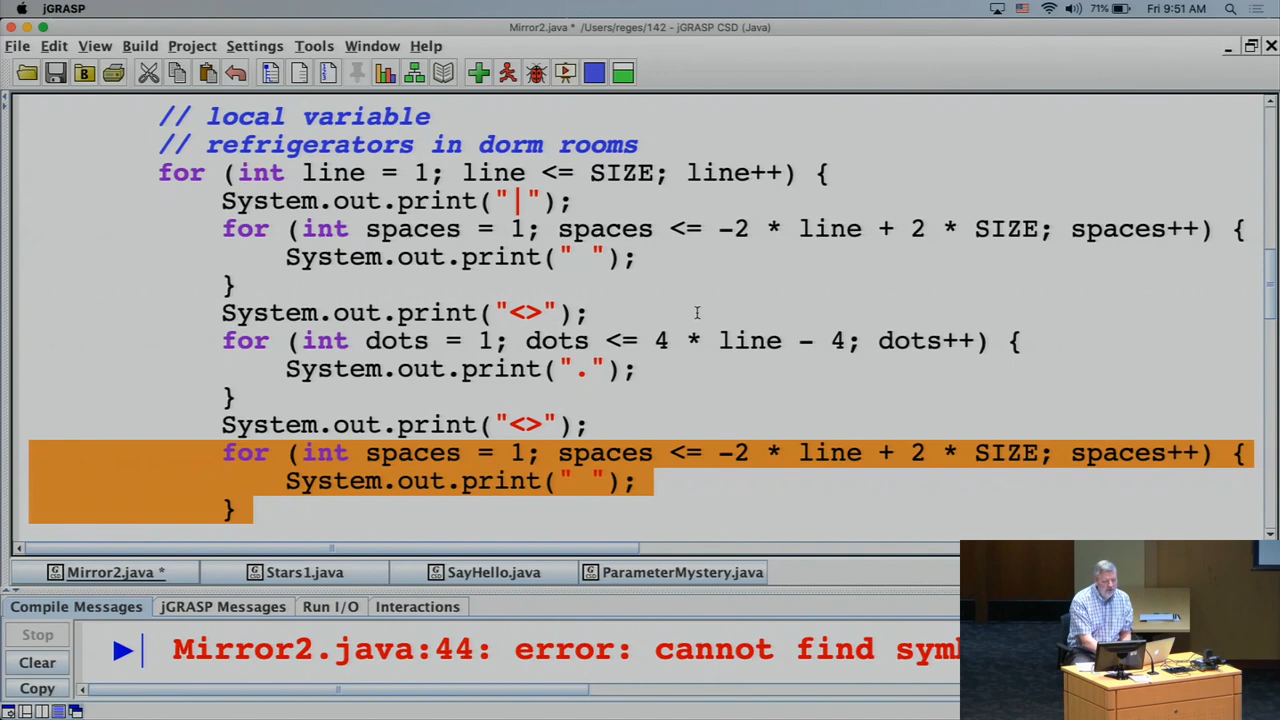 jGRASP
71%
Fri 9:51 AM
Mirror2.java * /Users/reges/142 - jGRASP CSD (Java)
File Edit View Build Project Settings Tools Window Help
// local variable
// refrigerators in dorm rooms
for (int line = 1; line <= SIZE; line++) {
System.out.print("|");
for (int spaces = 1; spaces <= -2 * line + 2 * SIZE; spaces++) {
System.out.print(" ");
}
System.out.print("<>");
for (int dots = 1; dots <= 4 * line - 4; dots++) {
System.out.print(".");
}
System.out.print("<>");
for (int spaces = 1; spaces <= -2 * line + 2 * SIZE; spaces++) {
System.out.print(" ");
}
Mirror2.java * Stars1.java SayHello.java ParameterMystery.java
Compile Messages jGRASP Messages Run I/O Interactions
Stop
Clear
Copy
Mirror2.java:44: error: cannot find symb